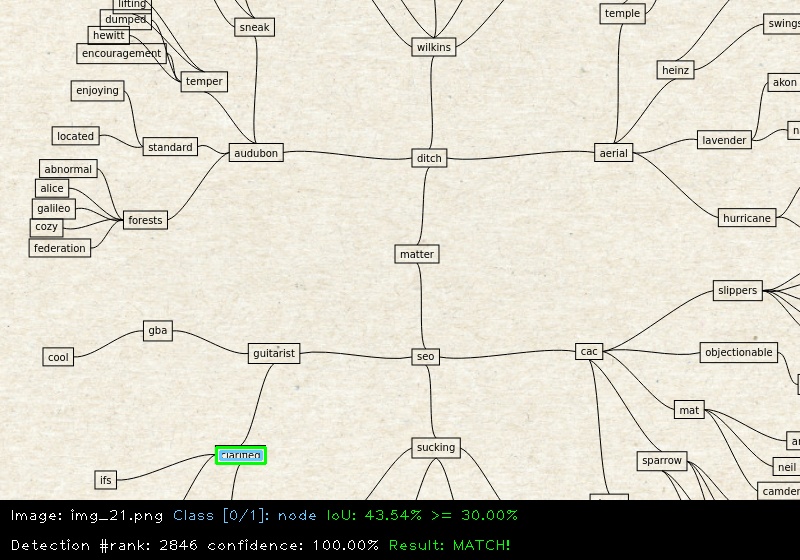 lifting
dumped
sneak
temple
swings
hewitt
wilkins
encouragement
heinz
temper
enjoying
akon
located
standard
audubon
ditch
aerial
lavender
abnormal
alice
galileo
cozy
forests
hurricane
federation
matter
slippers
gba
cool
guitarist
seo
cac
objectionable
mat
clarified
sucking
sparrow
neil
ifs
camden
Image: img_21.png Class [0/1]: node IoU: 43.54% >= 30.00%
Detection #rank: 2846 confidence: 100.00% Result: MATCH!